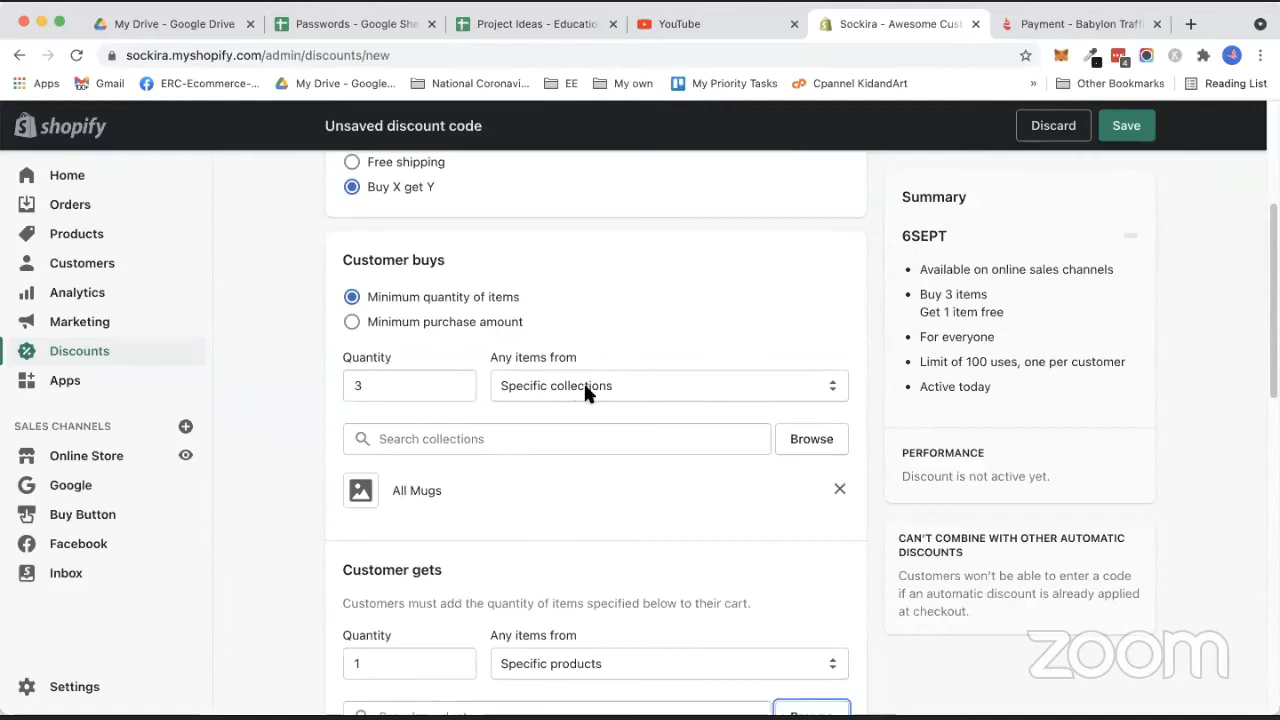 My Drive - Google Drive
Passwords - Google She
Project Ideas - Educatio
YouTube
Sockira - Awesome Cust
Payment - Babylon Traffi
sockira.myshopify.com/admin/discounts/new
4
Apps
Gmail
ERC-Ecommerce-...
My Drive - Google...
National Coronavi...
EE
My own
My Priority Tasks
Cpannel KidandArt
»
Other Bookmarks
Reading List
shopify
Unsaved discount code
Discard
Save
Home
Orders
Products
Customers
Analytics
Marketing
Discounts
Apps
SALES CHANNELS
Online Store
Google
Buy Button
Facebook
Inbox
Settings
Free shipping
Buy X get Y
Customer buys
Minimum quantity of items
Minimum purchase amount
Quantity
Any items from
3
Specific collections
Search collections
Browse
All Mugs
Customer gets
Customers must add the quantity of items specified below to their cart.
Quantity
Any items from
1
Specific products
Summary
6SEPT
• Available on online sales channels
• Buy 3 items
Get 1 item free
• For everyone
• Limit of 100 uses, one per customer
• Active today
PERFORMANCE
Discount is not active yet.
CAN'T COMBINE WITH OTHER AUTOMATIC
DISCOUNTS
Customers won't be able to enter a code
if an automatic discount is already applied
at checkout.
zoom